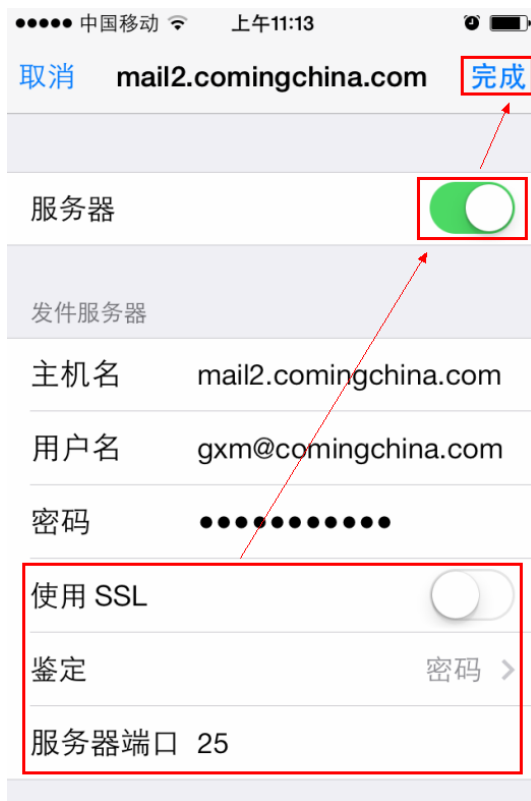 中国移动 上午11:13
取消 mail2.comingchina.com 完成
服务器
发件服务器
主机名 mail2.comingchina.com
用户名 gxm@comingchina.com
密码 ●●●●●●●●●●●
使用 SSL
鉴定 密码
服务器端口 25